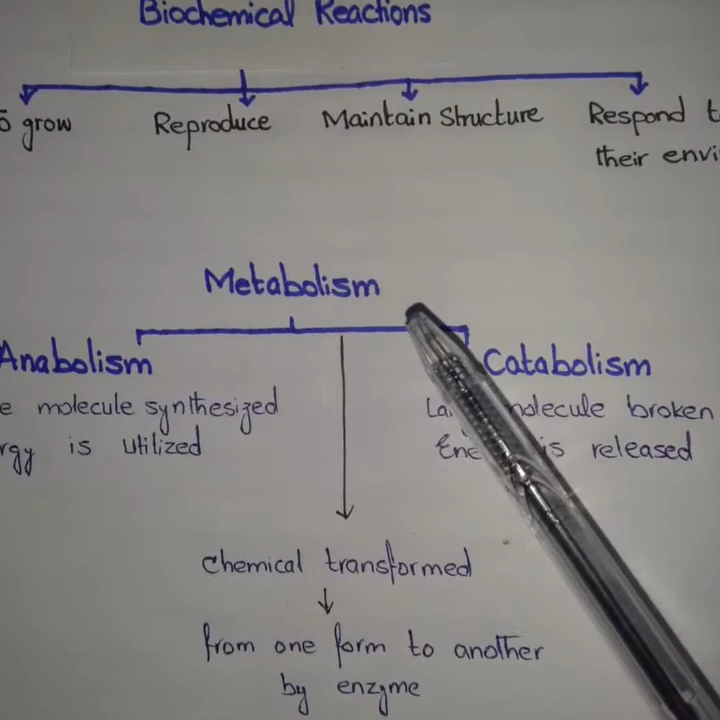 Biochemical Reactions
grow Reproduce Maintain Structure Respond
their
Metabolism
Anabolism Catabolism
molecule synthesized molecule broken
is utilized is released
chemical transformed
from one form to another
by enzyme